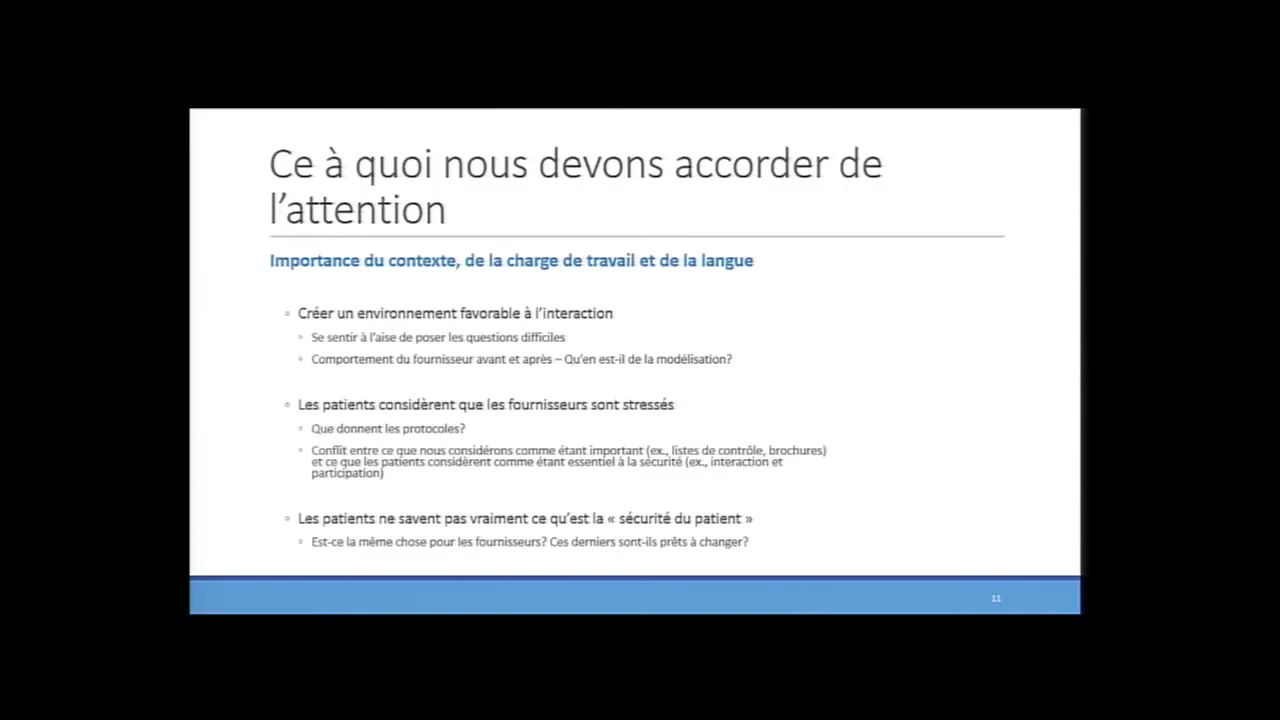 Ce à quoi nous devons accorder de
l’attention
Importance du contexte, de la charge de travail et de la langue
▫ Créer un environnement favorable à l’interaction
▫ Se sentir à l’aise de poser les questions difficiles
▫ Comportement du fournisseur avant et après – Qu’en est-il de la modélisation?
▫ Les patients considèrent que les fournisseurs sont stressés
▫ Que donnent les protocoles?
▫ Conflit entre ce que nous considérons comme étant important (ex., listes de contrôle, brochures)
et ce que les patients considèrent comme étant essentiel à la sécurité (ex., interaction et
participation)
▫ Les patients ne savent pas vraiment ce qu’est la « sécurité du patient »
▫ Est-ce la même chose pour les fournisseurs? Ces derniers sont-ils prêts à changer?
11